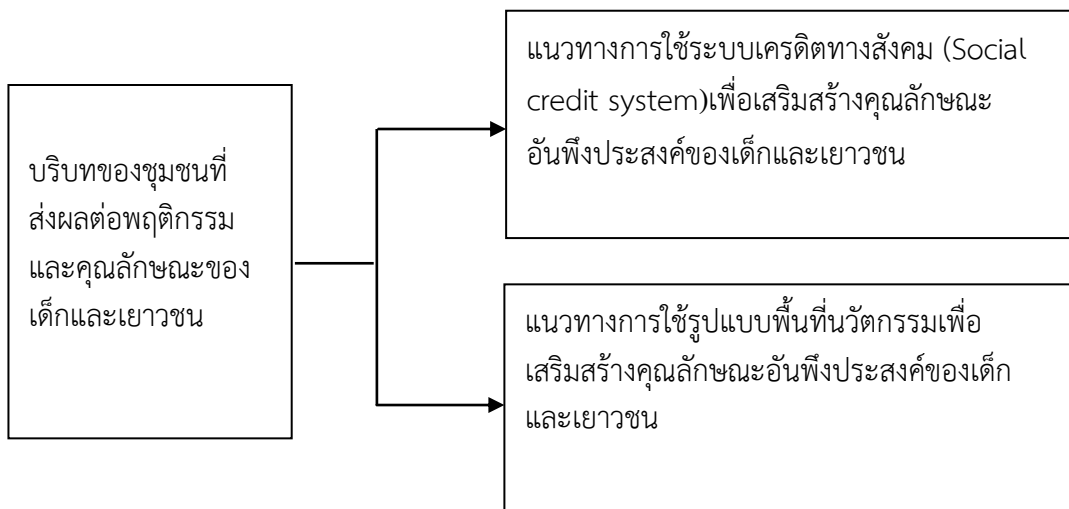 บริบทของชุมชนที่
ส่งผลต่อพฤติกรรม
และคุณลักษณะของ
เด็กและเยาวชน
แนวทางการใช้ระบบเครดิตทางสังคม (Social
credit system)เพื่อเสริมสร้างคุณลักษณะ
อันพึงประสงค์ของเด็กและเยาวชน
แนวทางการใช้รูปแบบพื้นที่นวัตกรรมเพื่อ
เสริมสร้างคุณลักษณะอันพึงประสงค์ของเด็ก
และเยาวชน